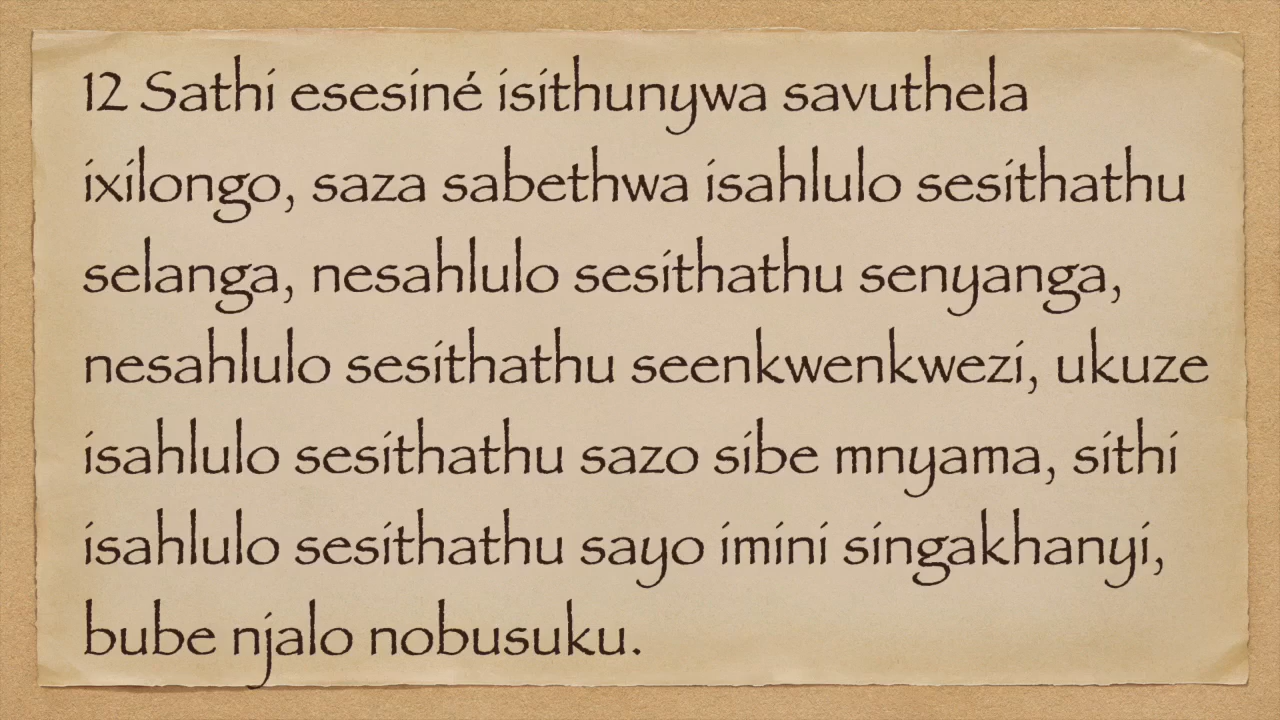 12 Sathi esesiné isithunywa savuthela
ixilongo, saza sabethwa isahlulo sesithathu
selanga, nesahlulo sesithathu senyanga,
nesahlulo sesithathu seenkwenkwezi, ukuze
isahlulo sesithathu sazo sibe mnyama, sithi
isahlulo sesithathu sayo imini singakhanyi,
bube njalo nobusuku.